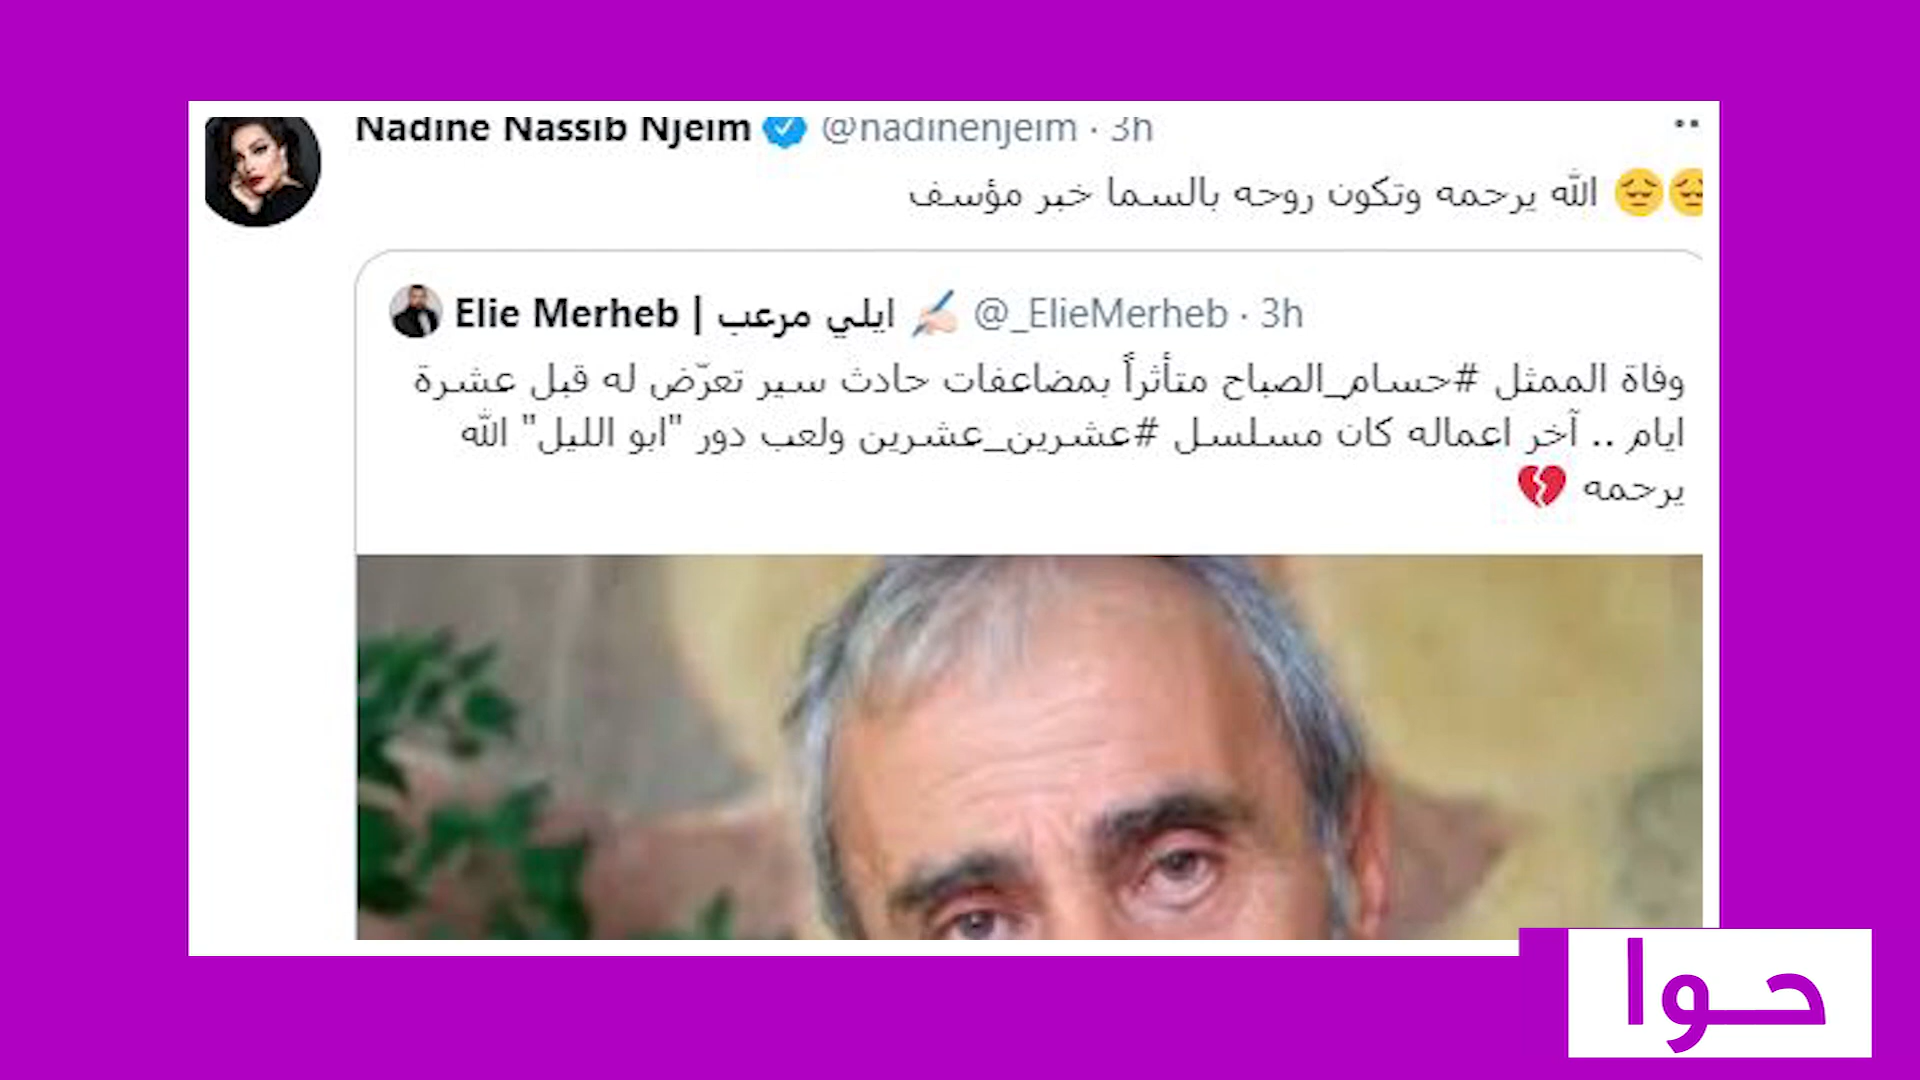 Nadine Nassib Njeim @nadinenjeim · 3h
😔😔 الله يرحمه وتكون روحه بالسما خبر مؤسف
Elie Merheb | ايلي مرعب ✍🏻 @_ElieMerheb · 3h
وفاة الممثل #حسام_الصباح متأثراً بمضاعفات حادث سير تعرّض له قبل عشرة
ايام .. آخر اعماله كان مسلسل #عشرين_عشرين ولعب دور "ابو الليل" الله
يرحمه 💔
حوا